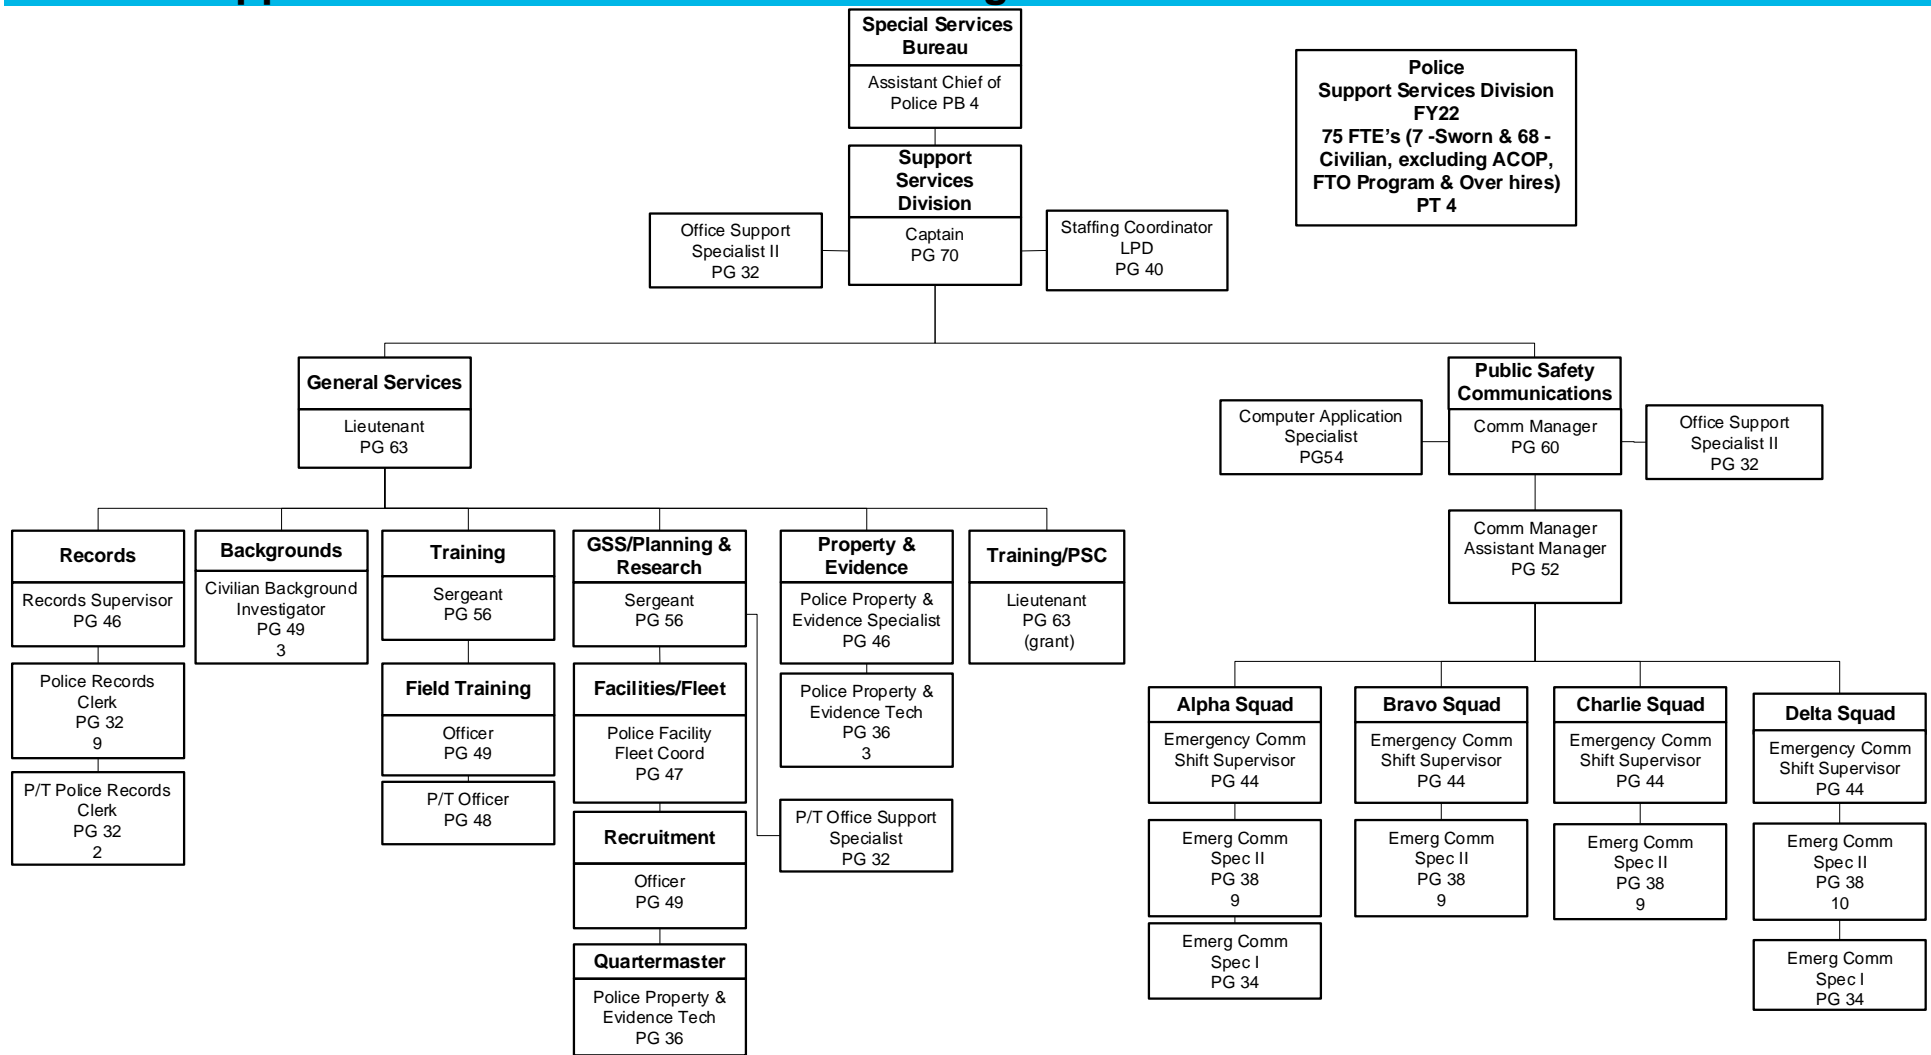 Special Services
Bureau
Assistant Chief of
Police PB 4
Police
Support Services Division
FY22
75 FTE’s (7 -Sworn & 68 -
Civilian, excluding ACOP,
FTO Program & Over hires)
PT 4
Support
Services
Division
Captain
PG 70
Office Support
Specialist II
PG 32
Staffing Coordinator
LPD
PG 40
General Services
Lieutenant
PG 63
Public Safety
Communications
Comm Manager
PG 60
Computer Application
Specialist
PG54
Office Support
Specialist II
PG 32
Comm Manager
Assistant Manager
PG 52
Records
Records Supervisor
PG 46
Police Records
Clerk
PG 32
9
P/T Police Records
Clerk
PG 32
2
Backgrounds
Civilian Background
Investigator
PG 49
3
Training
Sergeant
PG 56
Field Training
Officer
PG 49
P/T Officer
PG 48
GSS/Planning &
Research
Sergeant
PG 56
Facilities/Fleet
Police Facility
Fleet Coord
PG 47
Recruitment
Officer
PG 49
Quartermaster
Police Property &
Evidence Tech
PG 36
Property &
Evidence
Police Property &
Evidence Specialist
PG 46
Police Property &
Evidence Tech
PG 36
3
P/T Office Support
Specialist
PG 32
Training/PSC
Lieutenant
PG 63
(grant)
Alpha Squad
Emergency Comm
Shift Supervisor
PG 44
Emerg Comm
Spec II
PG 38
9
Emerg Comm
Spec I
PG 34
Bravo Squad
Emergency Comm
Shift Supervisor
PG 44
Emerg Comm
Spec II
PG 38
9
Charlie Squad
Emergency Comm
Shift Supervisor
PG 44
Emerg Comm
Spec II
PG 38
9
Delta Squad
Emergency Comm
Shift Supervisor
PG 44
Emerg Comm
Spec II
PG 38
10
Emerg Comm
Spec I
PG 34